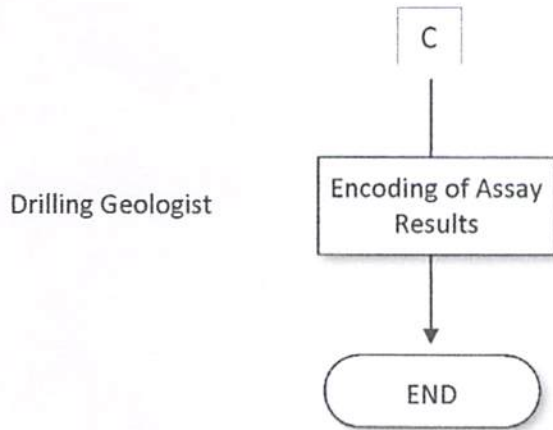 C
Drilling Geologist
Encoding of Assay
Results
END